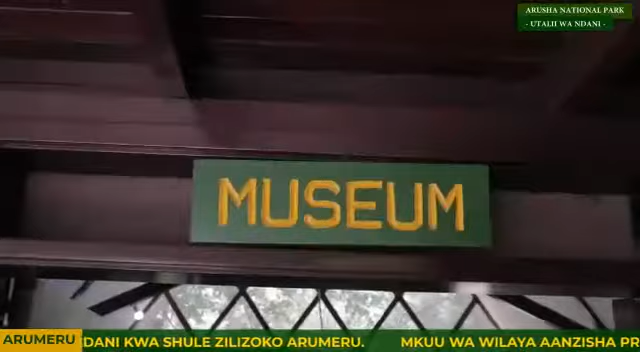 ARUSHA NATIONAL PARK
- UTALII WA NDANI -
MUSEUM
ARUMERU DANI KWA SHULE ZILIZOKO ARUMERU. MKUU WA WILAYA AANZISHA PR